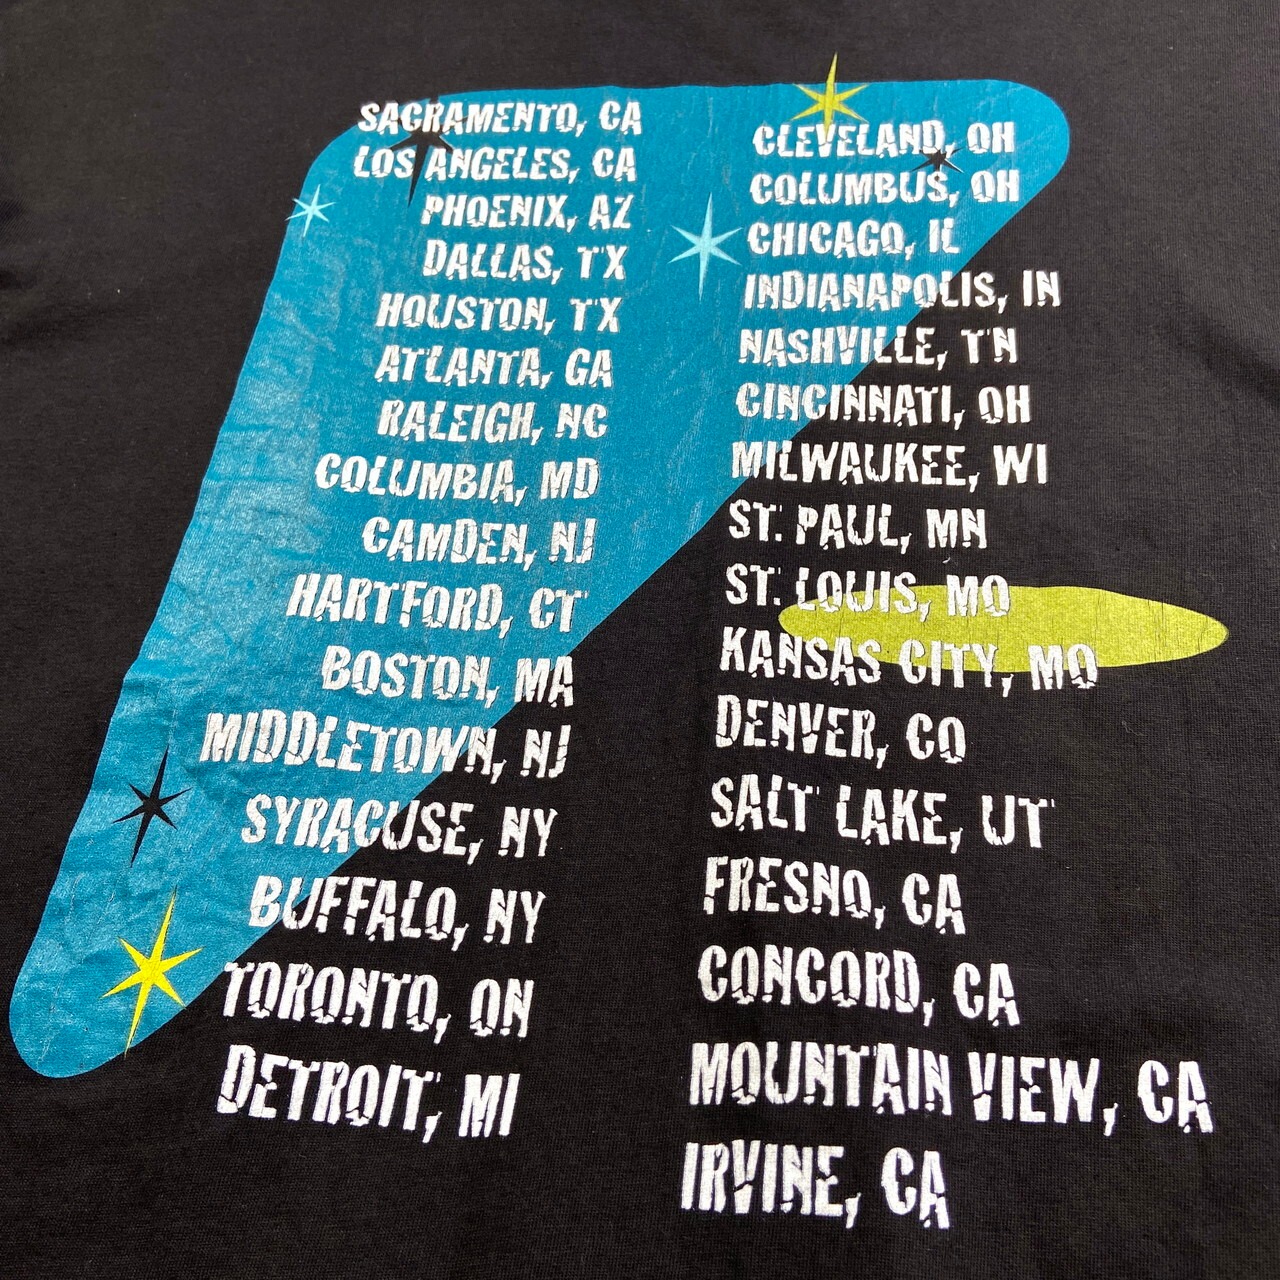 SACRAMENTO, CA
LOS ANGELES, CA
PHOENIX, AZ
DALLAS, TX
HOUSTON, TX
ATLANTA, GA
RALEIGH, NC
COLUMBIA, MD
CAMDEN, NJ
HARTFORD, CT
BOSTON, MA
MIDDLETOWN, NJ
SYRACUSE, NY
BUFFALO, NY
TORONTO, ON
DETROIT, MI
CLEVELAND, OH
COLUMBUS, OH
CHICAGO, IL
INDIANAPOLIS, IN
NASHVILLE, TN
CINCINNATI, OH
MILWAUKEE, WI
ST. PAUL, MN
ST. LOUIS, MO
KANSAS CITY, MO
DENVER, CO
SALT LAKE, UT
FRESNO, CA
CONCORD, CA
MOUNTAIN VIEW, CA
IRVINE, CA